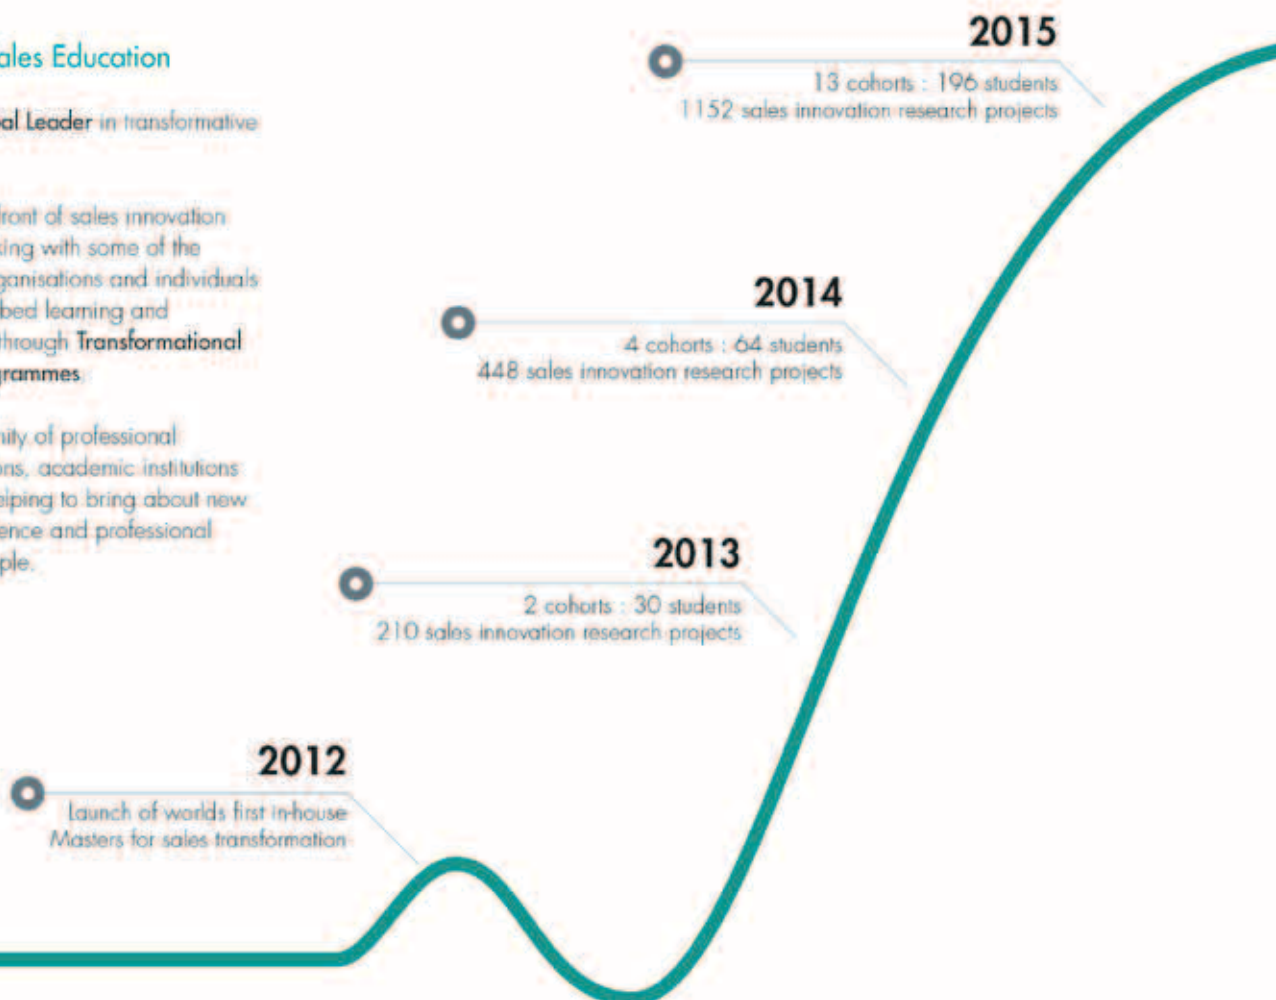 ales Education
al Leader in transformative
front of sales innovation
king with some of the
ganisations and individuals
bed learning and
through Transformational
grammes
nity of professional
ons, academic institutions
elping to bring about new
ence and professional
ple.
2015
13 cohorts : 196 students
1152 sales innovation research projects
2014
4 cohorts : 64 students
448 sales innovation research projects
2013
2 cohorts : 30 students
210 sales innovation research projects
2012
Launch of worlds first in-house
Masters for sales transformation